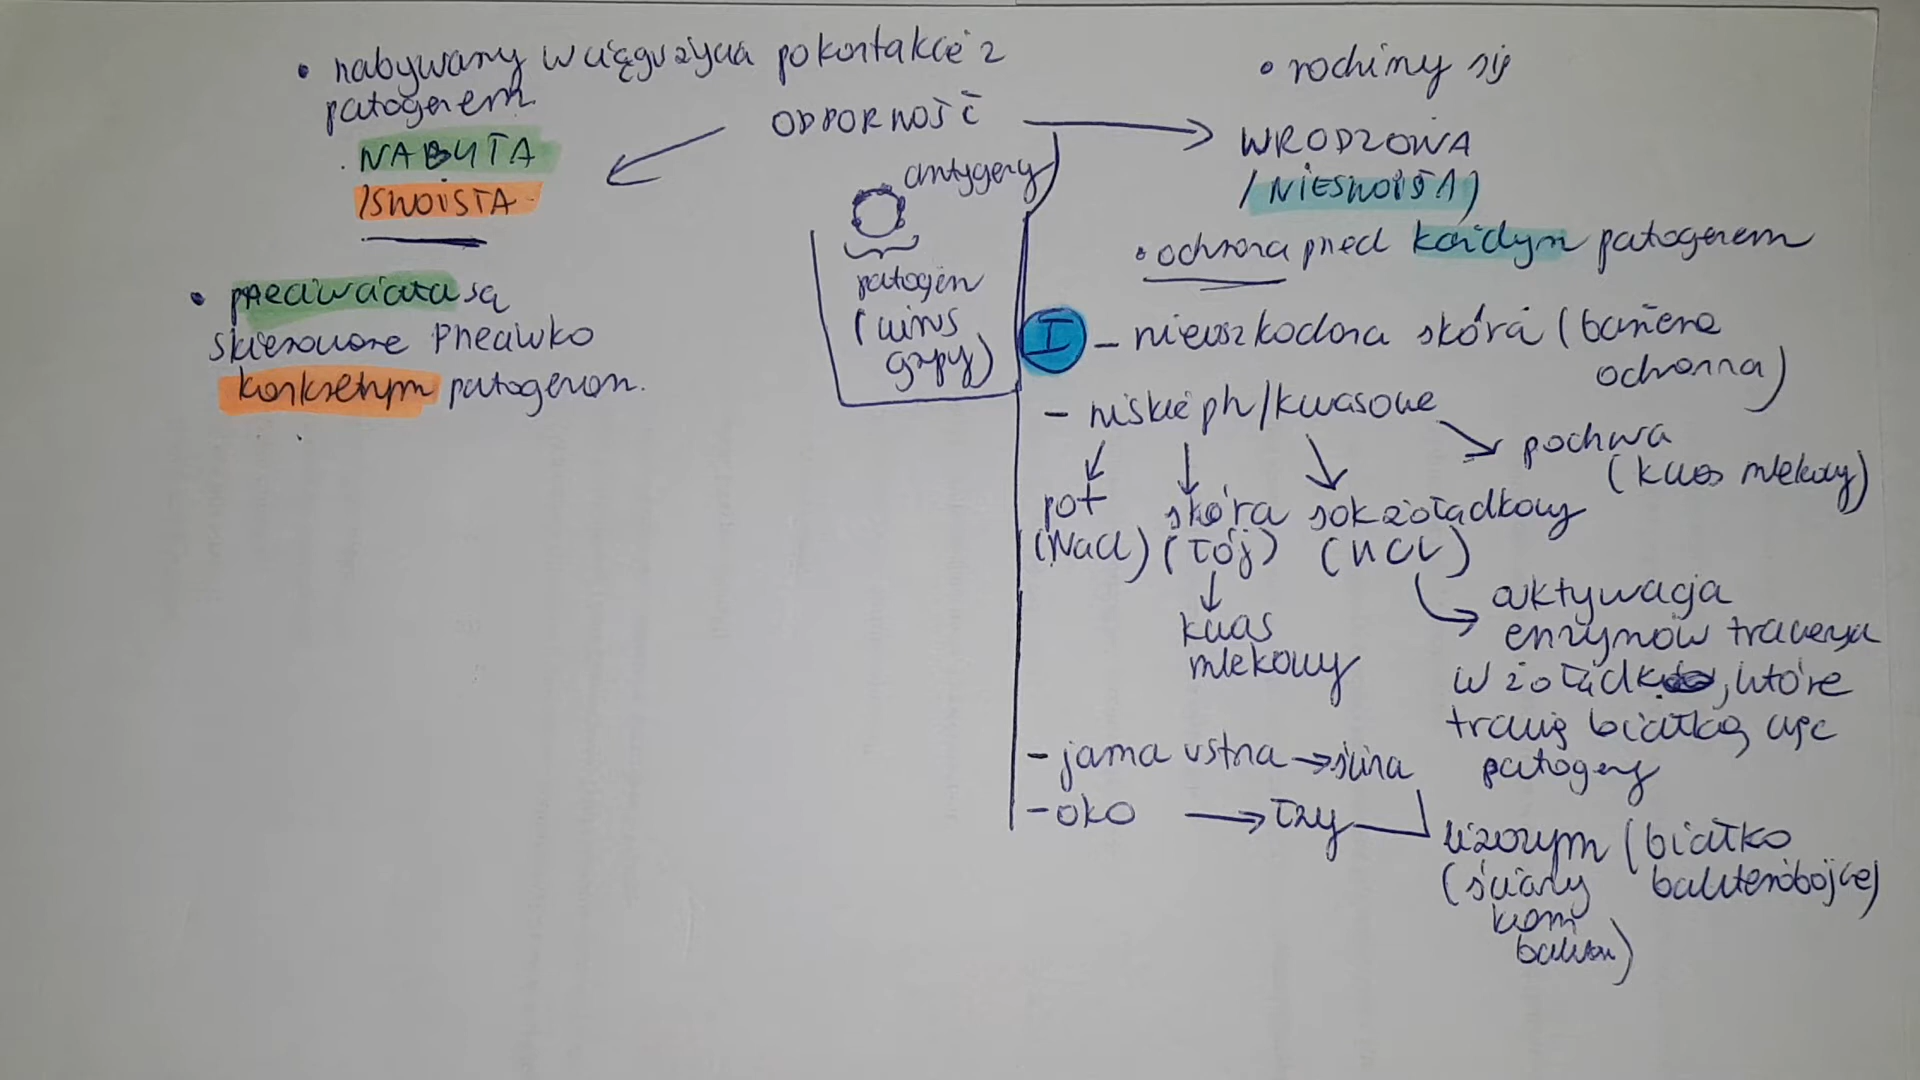 • nabywamy w ciągu życia po kontakcie z
patogenem.
ODPORNOŚĆ
NABYTA
/SWOISTA
• przeciwciała są
skierowane przeciwko
konkretnym patogenom.
antygeny
patogen
(wirus
grypy)
• rodzimy się
WRODZONA
/NIESWOISTA)
• ochrona przed każdym patogenem
I – nieuszkodzona skóra (bariera
ochronna)
– niskie ph/kwasowe
pochwa
(kwas mlekowy)
pot skóra sok żołądkowy
(NaCl) (łój) (HCl)
kwas
mlekowy
aktywacja
enzymów trawienia
w żołądku, które
trawią białka, więc
patogeny
– jama ustna → ślina
– oko → łzy
lizozym (białko
bakteriobójcze)
(ściany
kom
bakter)